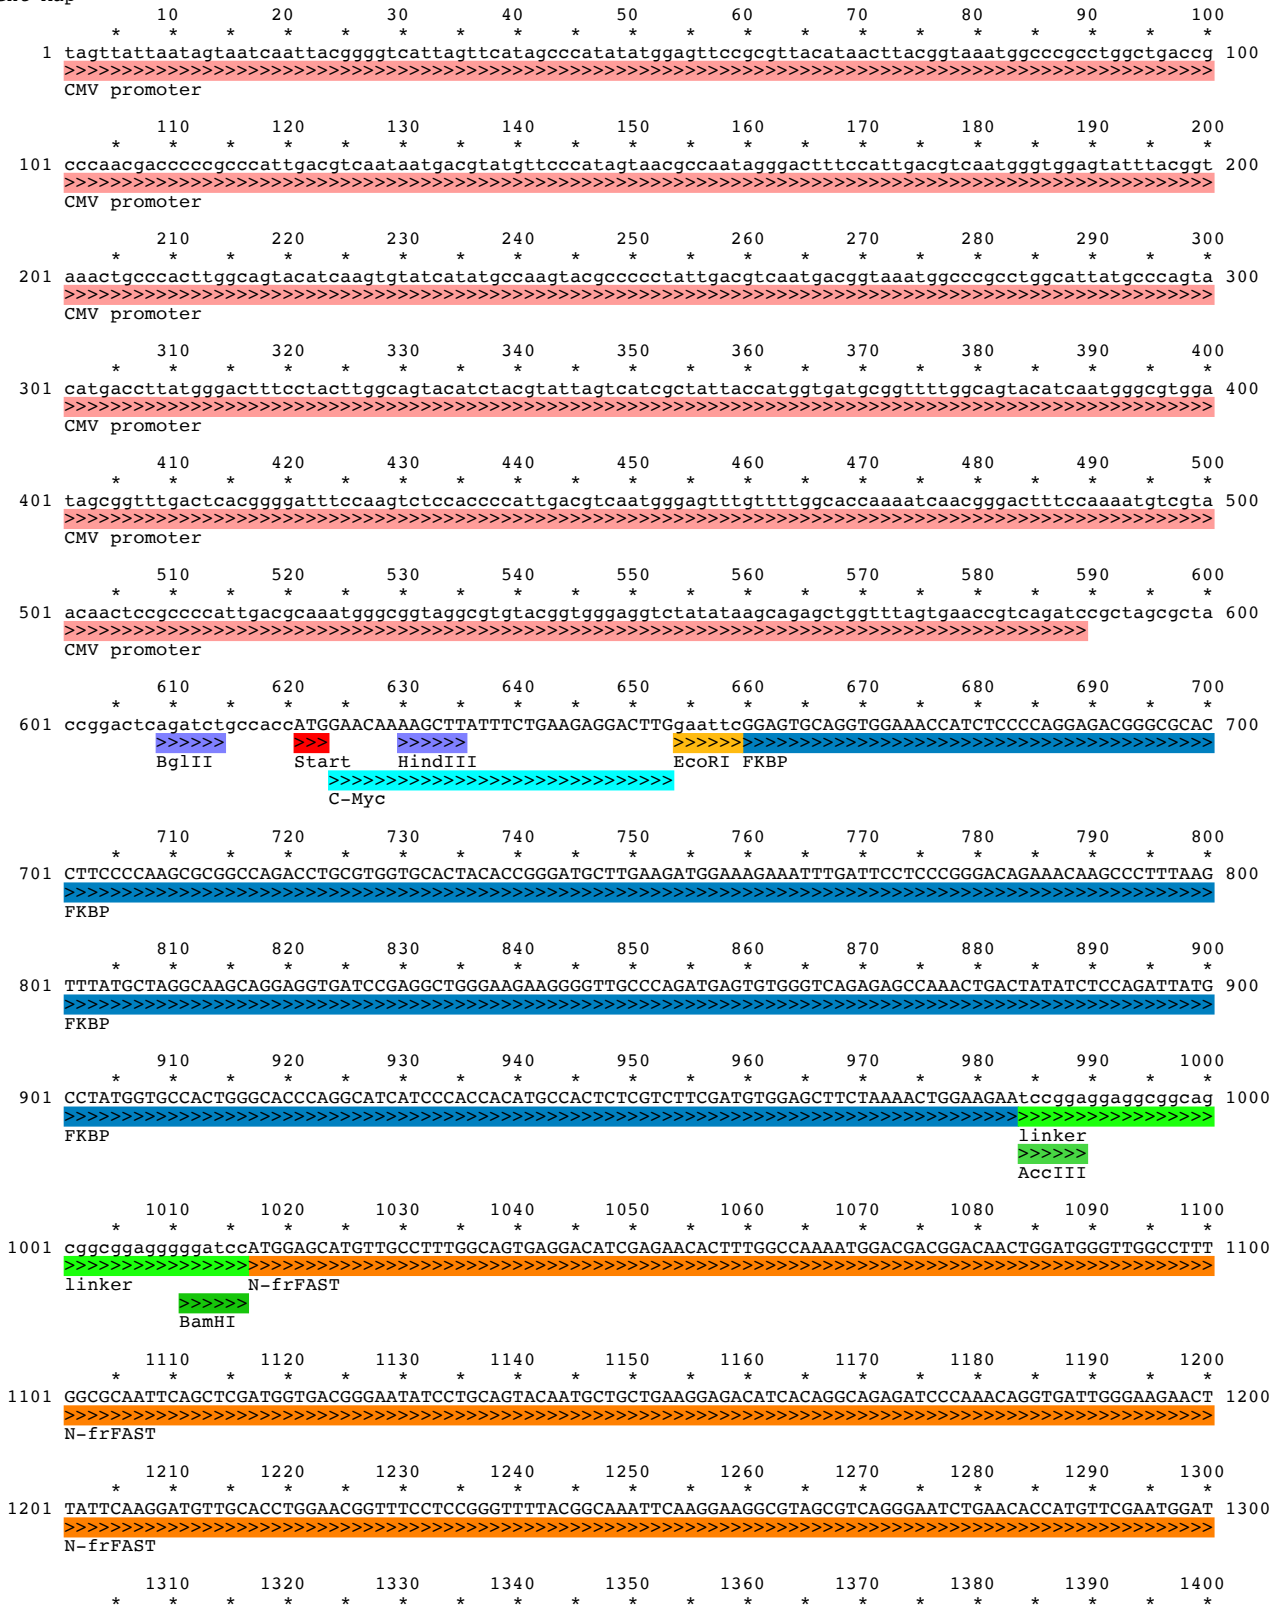 10 20 30 40 50 60 70 80 90 100
* * * * * * * * * * * * * * * * * * * *
1 tagttattaatagtaatcaattacggggtcattagttcatagcccatatatggagttccgcgttacataacttacggtaaatggcccgcctggctgaccg 100
>>>>>>>>>>>>>>>>>>>>>>>>>>>>>>>>>>>>>>>>>>>>>>>>>>>>>>>>>>>>>>>>>>>>>>>>>>>>>>>>>>>>>>>>>>>>>>>>>>>>
CMV promoter
110 120 130 140 150 160 170 180 190 200
* * * * * * * * * * * * * * * * * * * *
101 cccaacgacccccgcccattgacgtcaataatgacgtatgttcccatagtaacgccaatagggactttccattgacgtcaatgggtggagtatttacggt 200
>>>>>>>>>>>>>>>>>>>>>>>>>>>>>>>>>>>>>>>>>>>>>>>>>>>>>>>>>>>>>>>>>>>>>>>>>>>>>>>>>>>>>>>>>>>>>>>>>>>>
CMV promoter
210 220 230 240 250 260 270 280 290 300
* * * * * * * * * * * * * * * * * * * *
201 aaactgcccacttggcagtacatcaagtgtatcatatgccaagtacgccccctattgacgtcaatgacggtaaatggcccgcctggcattatgcccagta 300
>>>>>>>>>>>>>>>>>>>>>>>>>>>>>>>>>>>>>>>>>>>>>>>>>>>>>>>>>>>>>>>>>>>>>>>>>>>>>>>>>>>>>>>>>>>>>>>>>>>>
CMV promoter
310 320 330 340 350 360 370 380 390 400
* * * * * * * * * * * * * * * * * * * *
301 catgaccttatgggactttcctacttggcagtacatctacgtattagtcatcgctattaccatggtgatgcggttttggcagtacatcaatgggcgtgga 400
>>>>>>>>>>>>>>>>>>>>>>>>>>>>>>>>>>>>>>>>>>>>>>>>>>>>>>>>>>>>>>>>>>>>>>>>>>>>>>>>>>>>>>>>>>>>>>>>>>>>
CMV promoter
410 420 430 440 450 460 470 480 490 500
* * * * * * * * * * * * * * * * * * * *
401 tagcggtttgactcacggggatttccaagtctccaccccattgacgtcaatgggagtttgttttggcaccaaaatcaacgggactttccaaaatgtcgta 500
>>>>>>>>>>>>>>>>>>>>>>>>>>>>>>>>>>>>>>>>>>>>>>>>>>>>>>>>>>>>>>>>>>>>>>>>>>>>>>>>>>>>>>>>>>>>>>>>>>>>
CMV promoter
510 520 530 540 550 560 570 580 590 600
* * * * * * * * * * * * * * * * * * * *
501 acaactccgccccattgacgcaaatgggcggtaggcgtgtacggtgggaggtctatataagcagagctggtttagtgaaccgtcagatccgctagcgcta 600
>>>>>>>>>>>>>>>>>>>>>>>>>>>>>>>>>>>>>>>>>>>>>>>>>>>>>>>>>>>>>>>>>>>>>>>>>>>>>>>>>>>>>>>>>
CMV promoter
610 620 630 640 650 660 670 680 690 700
* * * * * * * * * * * * * * * * * * * *
601 ccggactcagatctgccaccATGGAACAAAAGCTTATTTCTGAAGAGGACTTGgaattcGGAGTGCAGGTGGAAACCATCTCCCCAGGAGACGGGCGCAC 700
>>>>>> >>> >>>>>> >>>>>>>>>>>>>>>>>>>>>>>>>>>>>>>>>>>>>>>>>>>>>>>
BglII Start HindIII EcoRI FKBP
>>>>>>>>>>>>>>>>>>>>>>>>>>>>>>
C-Myc
710 720 730 740 750 760 770 780 790 800
* * * * * * * * * * * * * * * * * * * *
701 CTTCCCCAAGCGCGGCCAGACCTGCGTGGTGCACTACACCGGGATGCTTGAAGATGGAAAGAAATTTGATTCCTCCCGGGACAGAAACAAGCCCTTTAAG 800
>>>>>>>>>>>>>>>>>>>>>>>>>>>>>>>>>>>>>>>>>>>>>>>>>>>>>>>>>>>>>>>>>>>>>>>>>>>>>>>>>>>>>>>>>>>>>>>>>>>>
FKBP
810 820 830 840 850 860 870 880 890 900
* * * * * * * * * * * * * * * * * * * *
801 TTTATGCTAGGCAAGCAGGAGGTGATCCGAGGCTGGGAAGAAGGGGTTGCCCAGATGAGTGTGGGTCAGAGAGCCAAACTGACTATATCTCCAGATTATG 900
>>>>>>>>>>>>>>>>>>>>>>>>>>>>>>>>>>>>>>>>>>>>>>>>>>>>>>>>>>>>>>>>>>>>>>>>>>>>>>>>>>>>>>>>>>>>>>>>>>>>
FKBP
910 920 930 940 950 960 970 980 990 1000
* * * * * * * * * * * * * * * * * * * *
901 CCTATGGTGCCACTGGGCACCCAGGCATCATCCCACCACATGCCACTCTCGTCTTCGATGTGGAGCTTCTAAAACTGGAAGAAtccggaggaggcggcag 1000
>>>>>>>>>>>>>>>>>>>>>>>>>>>>>>>>>>>>>>>>>>>>>>>>>>>>>>>>>>>>>>>>>>>>>>>>>>>>>>>>>>>>>>>>>>>>>>>>>>>>
FKBP linker
>>>>>>
AccIII
1010 1020 1030 1040 1050 1060 1070 1080 1090 1100
* * * * * * * * * * * * * * * * * * * *
1001 cggcggagggggatccATGGAGCATGTTGCCTTTGGCAGTGAGGACATCGAGAACACTTTGGCCAAAATGGACGACGGACAACTGGATGGGTTGGCCTTT 1100
>>>>>>>>>>>>>>>>>>>>>>>>>>>>>>>>>>>>>>>>>>>>>>>>>>>>>>>>>>>>>>>>>>>>>>>>>>>>>>>>>>>>>>>>>>>>>>>>>>>>
linker N-frFAST
>>>>>>
BamHI
1110 1120 1130 1140 1150 1160 1170 1180 1190 1200
* * * * * * * * * * * * * * * * * * * *
1101 GGCGCAATTCAGCTCGATGGTGACGGGAATATCCTGCAGTACAATGCTGCTGAAGGAGACATCACAGGCAGAGATCCCAAACAGGTGATTGGGAAGAACT 1200
>>>>>>>>>>>>>>>>>>>>>>>>>>>>>>>>>>>>>>>>>>>>>>>>>>>>>>>>>>>>>>>>>>>>>>>>>>>>>>>>>>>>>>>>>>>>>>>>>>>>
N-frFAST
1210 1220 1230 1240 1250 1260 1270 1280 1290 1300
* * * * * * * * * * * * * * * * * * * *
1201 TATTCAAGGATGTTGCACCTGGAACGGTTTCCTCCGGGTTTTACGGCAAATTCAAGGAAGGCGTAGCGTCAGGGAATCTGAACACCATGTTCGAATGGAT 1300
>>>>>>>>>>>>>>>>>>>>>>>>>>>>>>>>>>>>>>>>>>>>>>>>>>>>>>>>>>>>>>>>>>>>>>>>>>>>>>>>>>>>>>>>>>>>>>>>>>>>
N-frFAST
1310 1320 1330 1340 1350 1360 1370 1380 1390 1400
* * * * * * * * * * * * * * * * * * * *